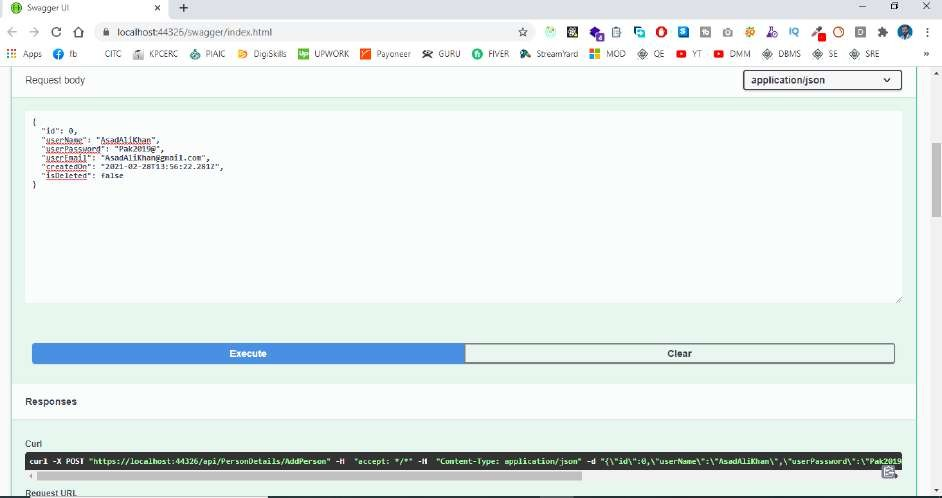 Swagger UI
localhost:44326/swagger/index.html
Apps fb CITC KPCERC PIAIC DigiSkills UPWORK Payoneer GURU FIVER StreamYard MOD QE YT DMM DBMS SE SRE
Request body
application/json
{
"id": 0,
"userName": "AsadAliKhan",
"userPassword": "Pak2019@",
"userEmail": "AsadAliKhan@gmail.com",
"createdOn": "2021-02-28T13:56:22.281Z",
"isDeleted": false
}
Execute Clear
Responses
Curl
curl -X POST "https://localhost:44326/api/PersonDetails/AddPerson" -H "accept: */*" -H "Content-Type: application/json" -d "{\"id\":0,\"userName\":\"AsadAliKhan\",\"userPassword\":\"Pak2019
Request URL